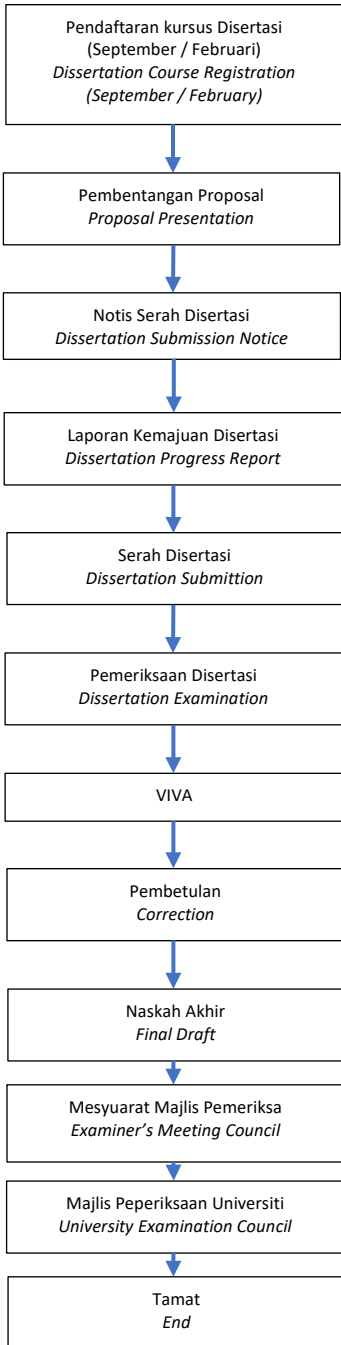 Pendaftaran kursus Disertasi
(September / Februari)
Dissertation Course Registration
(September / February)
Pembentangan Proposal
Proposal Presentation
Notis Serah Disertasi
Dissertation Submission Notice
Laporan Kemajuan Disertasi
Dissertation Progress Report
Serah Disertasi
Dissertation Submittion
Pemeriksaan Disertasi
Dissertation Examination
VIVA
Pembetulan
Correction
Naskah Akhir
Final Draft
Mesyuarat Majlis Pemeriksa
Examiner’s Meeting Council
Majlis Peperiksaan Universiti
University Examination Council
Tamat
End